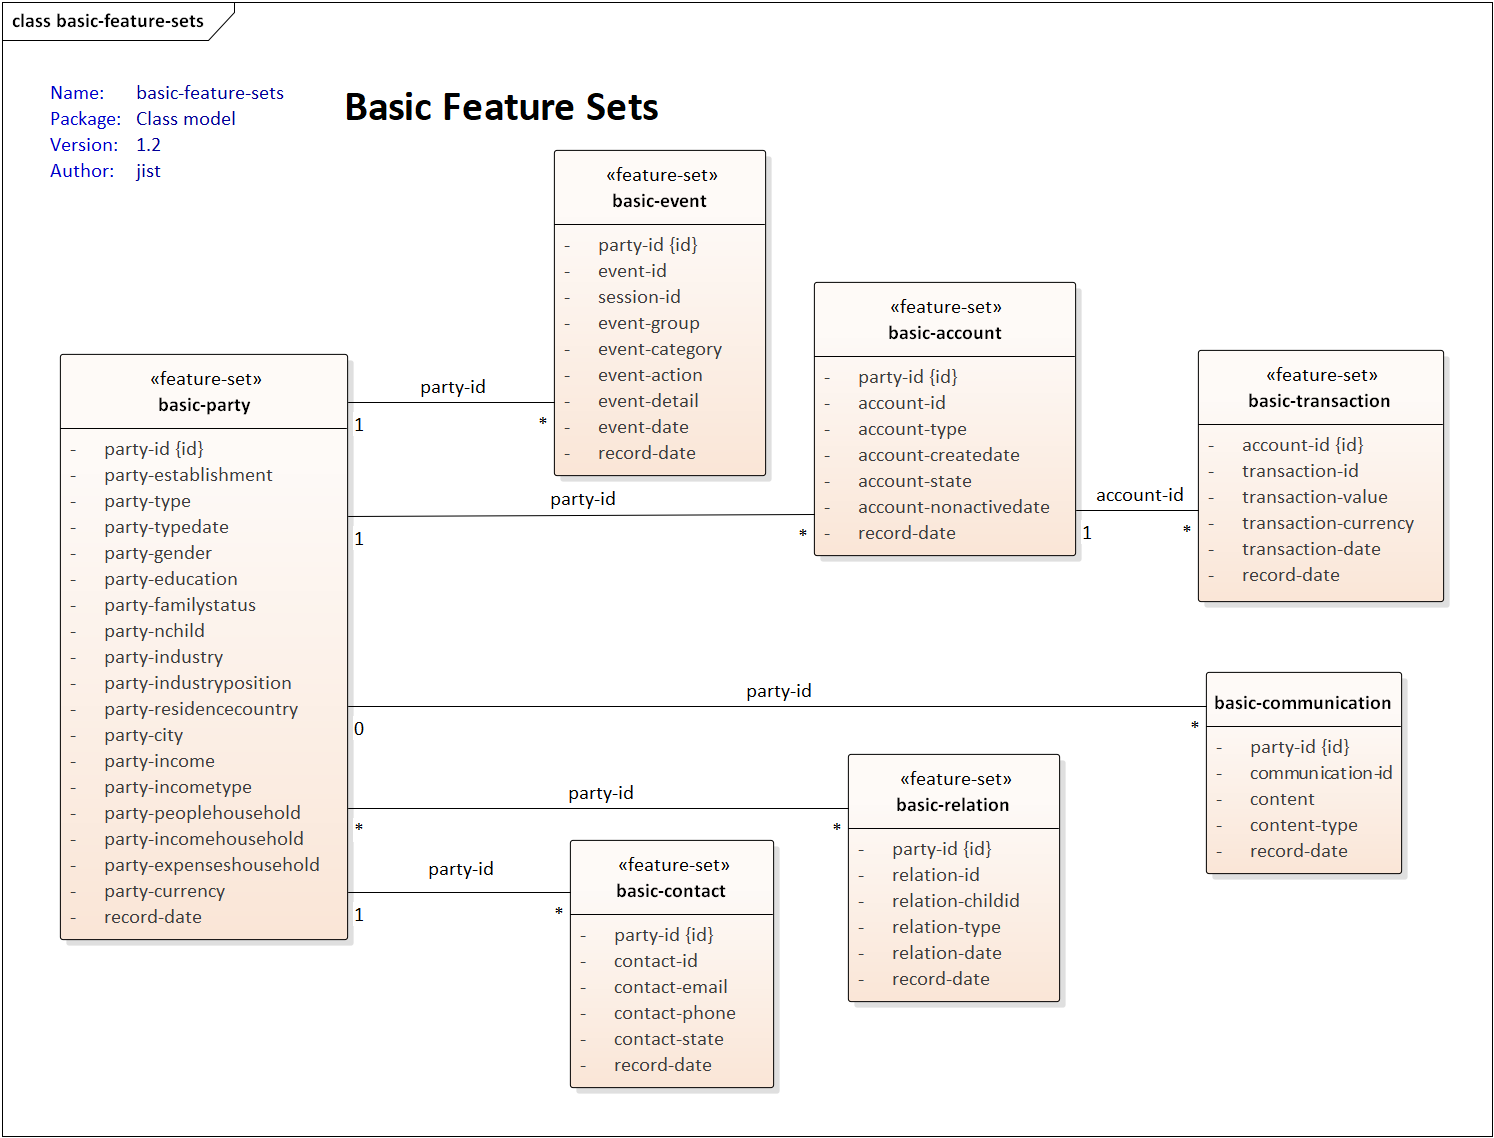 class basic-feature-sets
Name: basic-feature-sets
Package: Class model
Version: 1.2
Author: jist
Basic Feature Sets
«feature-set»
basic-event
- party-id {id}
- event-id
- session-id
- event-group
- event-category
- event-action
- event-detail
- event-date
- record-date
«feature-set»
basic-account
- party-id {id}
- account-id
- account-type
- account-createdate
- account-state
- account-nonactivedate
- record-date
«feature-set»
basic-transaction
- account-id {id}
- transaction-id
- transaction-value
- transaction-currency
- transaction-date
- record-date
«feature-set»
basic-party
- party-id {id}
- party-establishment
- party-type
- party-typedate
- party-gender
- party-education
- party-familystatus
- party-nchild
- party-industry
- party-industryposition
- party-residencecountry
- party-city
- party-income
- party-incometype
- party-peoplehousehold
- party-incomehousehold
- party-expenseshousehold
- party-currency
- record-date
party-id
1 *
party-id
1 *
account-id
1 *
party-id
0 *
party-id
* *
party-id
1 *
basic-communication
- party-id {id}
- communication-id
- content
- content-type
- record-date
«feature-set»
basic-relation
- party-id {id}
- relation-id
- relation-childid
- relation-type
- relation-date
- record-date
«feature-set»
basic-contact
- party-id {id}
- contact-id
- contact-email
- contact-phone
- contact-state
- record-date